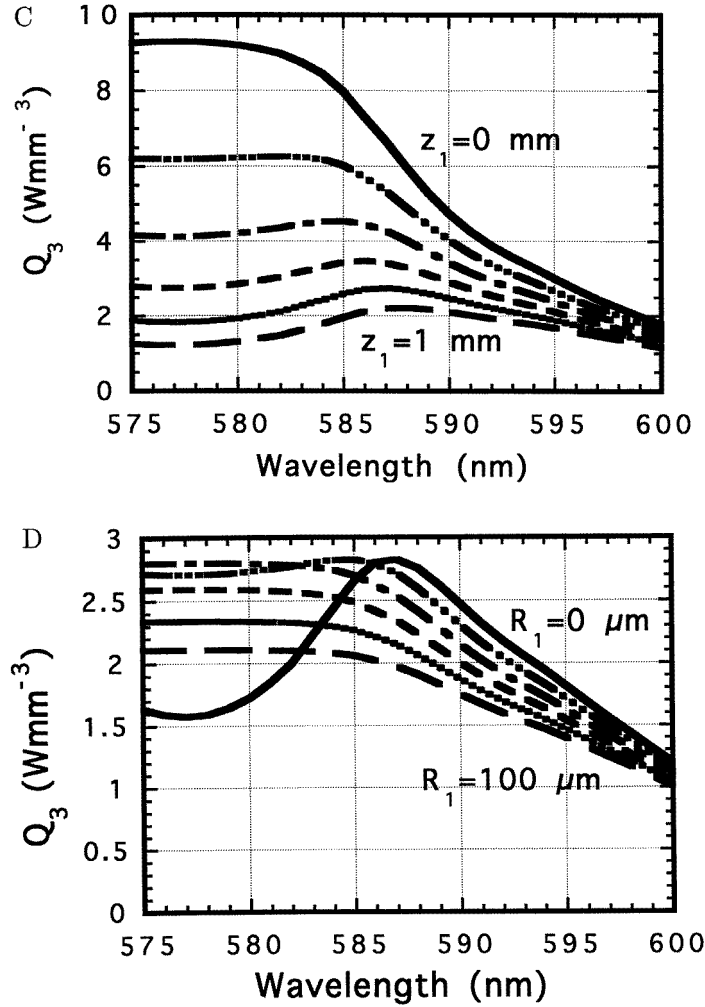 C
10
8
6
4
2
0
Q₃ (Wmm⁻³)
z₁=0 mm
z₁=1 mm
575 580 585 590 595 600
Wavelength (nm)
D
3
2.5
2
1.5
1
0.5
0
Q₃ (Wmm⁻³)
R₁=0 μm
R₁=100 μm
575 580 585 590 595 600
Wavelength (nm)